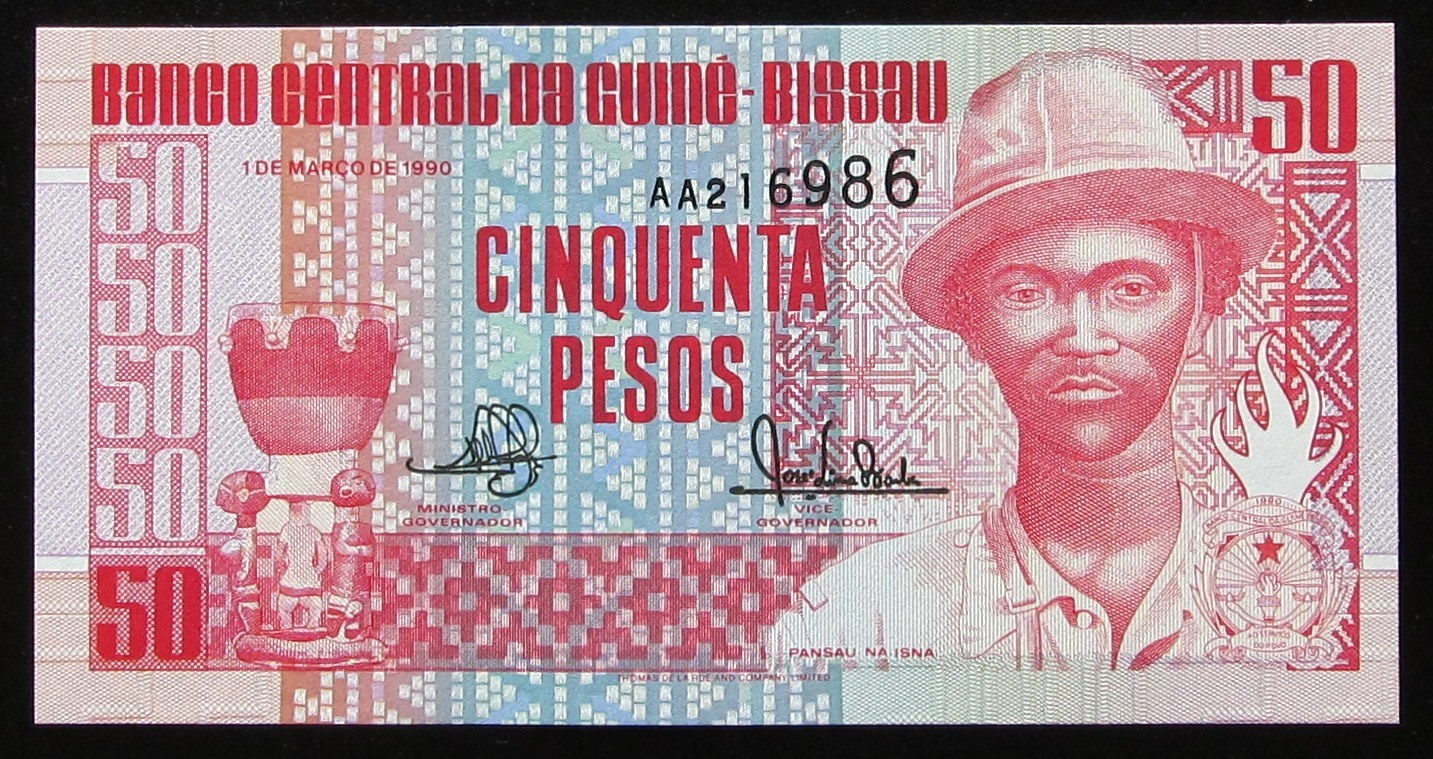 BANCO CENTRAL DA GUINÉ-BISSAU
50
50
1 DE MARÇO DE 1990
AA216986
50
50
50
CINQUENTA
PESOS
MINISTRO-
GOVERNADOR
VICE-
GOVERNADOR
1990
50
PANSAU NA ISNA
THOMAS DE LA RUE AND COMPANY LIMITED